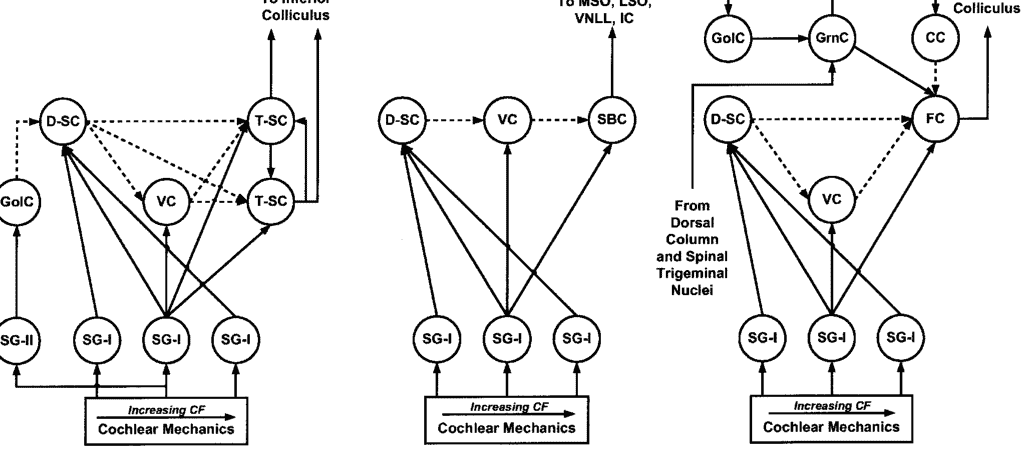 To Inferior
Colliculus
D-SC
T-SC
GolC
VC
T-SC
SG-II
SG-I
SG-I
SG-I
Increasing CF
Cochlear Mechanics
To MSO, LSO,
VNLL, IC
D-SC
VC
SBC
SG-I
SG-I
SG-I
Increasing CF
Cochlear Mechanics
Colliculus
GolC
GrnC
CC
D-SC
FC
VC
From
Dorsal
Column
and Spinal
Trigeminal
Nuclei
SG-I
SG-I
SG-I
Increasing CF
Cochlear Mechanics